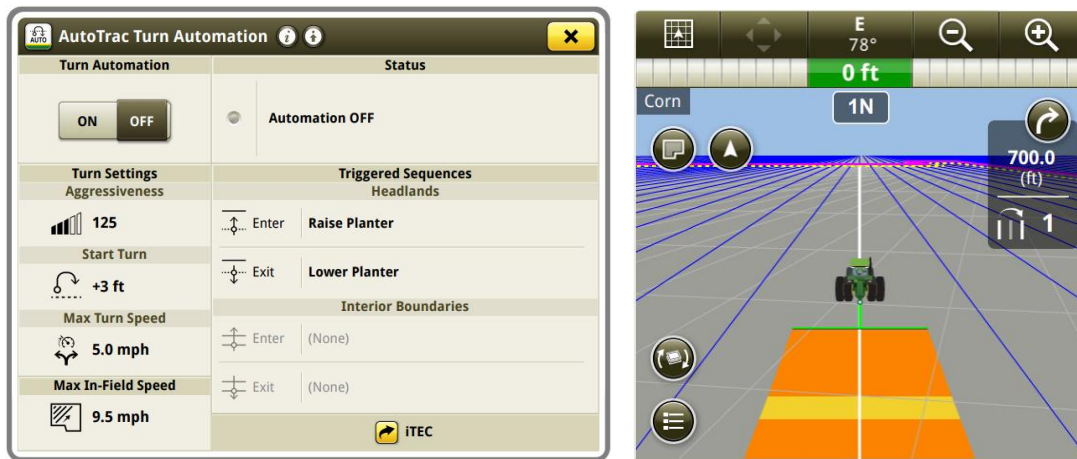 AUTO AutoTrac Turn Automation i
Turn Automation
ON OFF
Status
Automation OFF
Turn Settings
Aggressiveness
125
Start Turn
+3 ft
Max Turn Speed
5.0 mph
Max In-Field Speed
9.5 mph
Triggered Sequences
Headlands
Enter Raise Planter
Exit Lower Planter
Interior Boundaries
Enter (None)
Exit (None)
iTEC
E
78°
0 ft
Corn
1N
700.0
(ft)
1